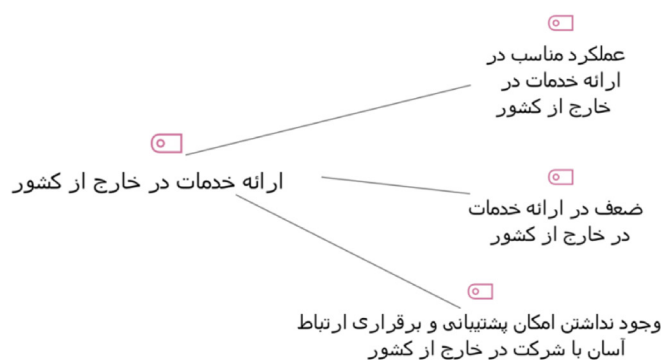 عملکرد مناسب در
ارائه خدمات در
خارج از کشور
ارائه خدمات در خارج از کشور
ضعف در ارائه خدمات
در خارج از کشور
وجود نداشتن امکان پشتیبانی و برقراری ارتباط
آسان با شرکت در خارج از کشور